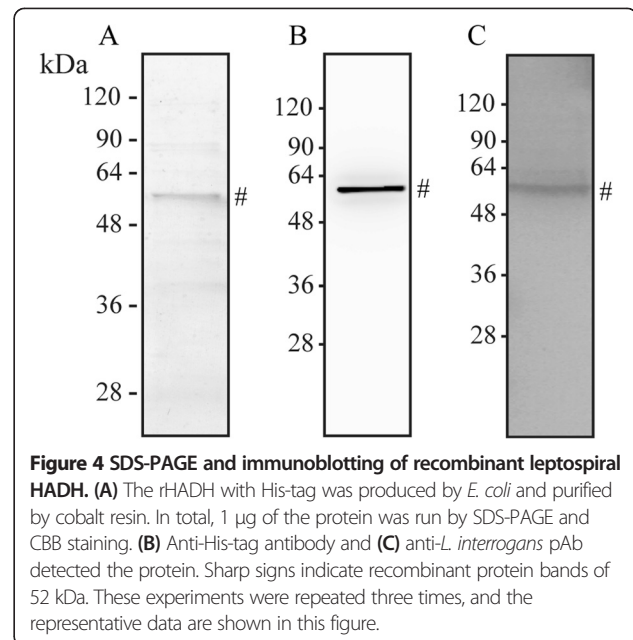 A
B
C
kDa
120 -
90 -
64 -
48 -
36 -
28 -
#
120 -
90 -
64 -
48 -
36 -
28 -
#
120 -
90 -
64 -
48 -
36 -
28 -
#
Figure 4 SDS-PAGE and immunoblotting of recombinant leptospiral
HADH. (A) The rHADH with His-tag was produced by E. coli and purified
by cobalt resin. In total, 1 μg of the protein was run by SDS-PAGE and
CBB staining. (B) Anti-His-tag antibody and (C) anti-L. interrogans pAb
detected the protein. Sharp signs indicate recombinant protein bands of
52 kDa. These experiments were repeated three times, and the
representative data are shown in this figure.